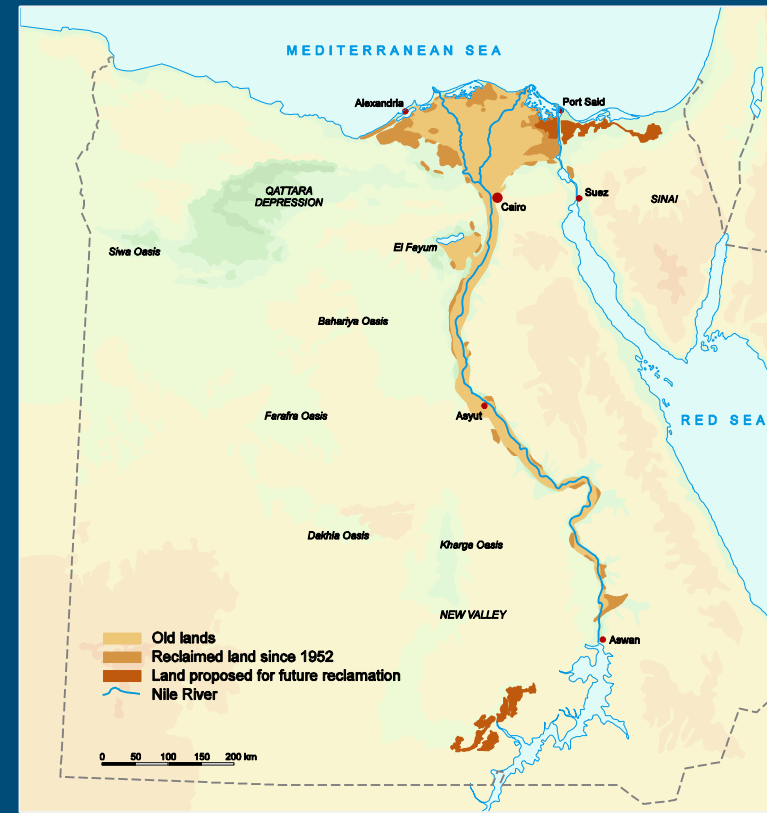 MEDITERRANEAN SEA
Alexandria
Port Said
QATTARA
DEPRESSION
Suez
SINAI
Cairo
El Fayum
Siwa Oasis
Bahariya Oasis
Farafra Oasis
Asyut
RED SEA
Dakhla Oasis
Kharga Oasis
NEW VALLEY
Old lands
Reclaimed land since 1952
Land proposed for future reclamation
Nile River
Aswan
0 50 100 150 200 km